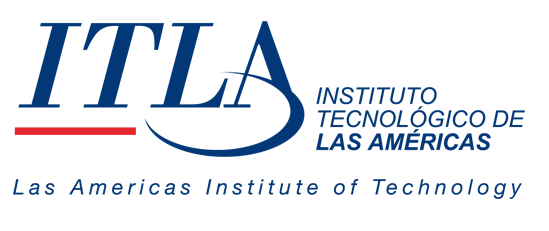 ITLA
INSTITUTO
TECNOLÓGICO DE
LAS AMÉRICAS
Las Americas Institute of Technology